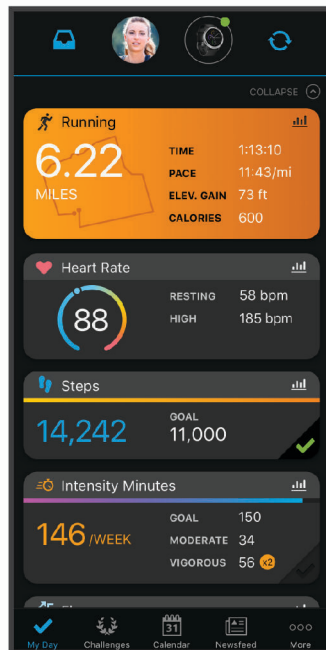 COLLAPSE
Running
6.22
MILES
TIME 1:13:10
PACE 11:43/mi
ELEV. GAIN 73 ft
CALORIES 600
Heart Rate
88
RESTING 58 bpm
HIGH 185 bpm
Steps
14,242
GOAL
11,000
Intensity Minutes
146 /WEEK
GOAL 150
MODERATE 34
VIGOROUS 56 x2
31
My Day Challenges Calendar Newsfeed More